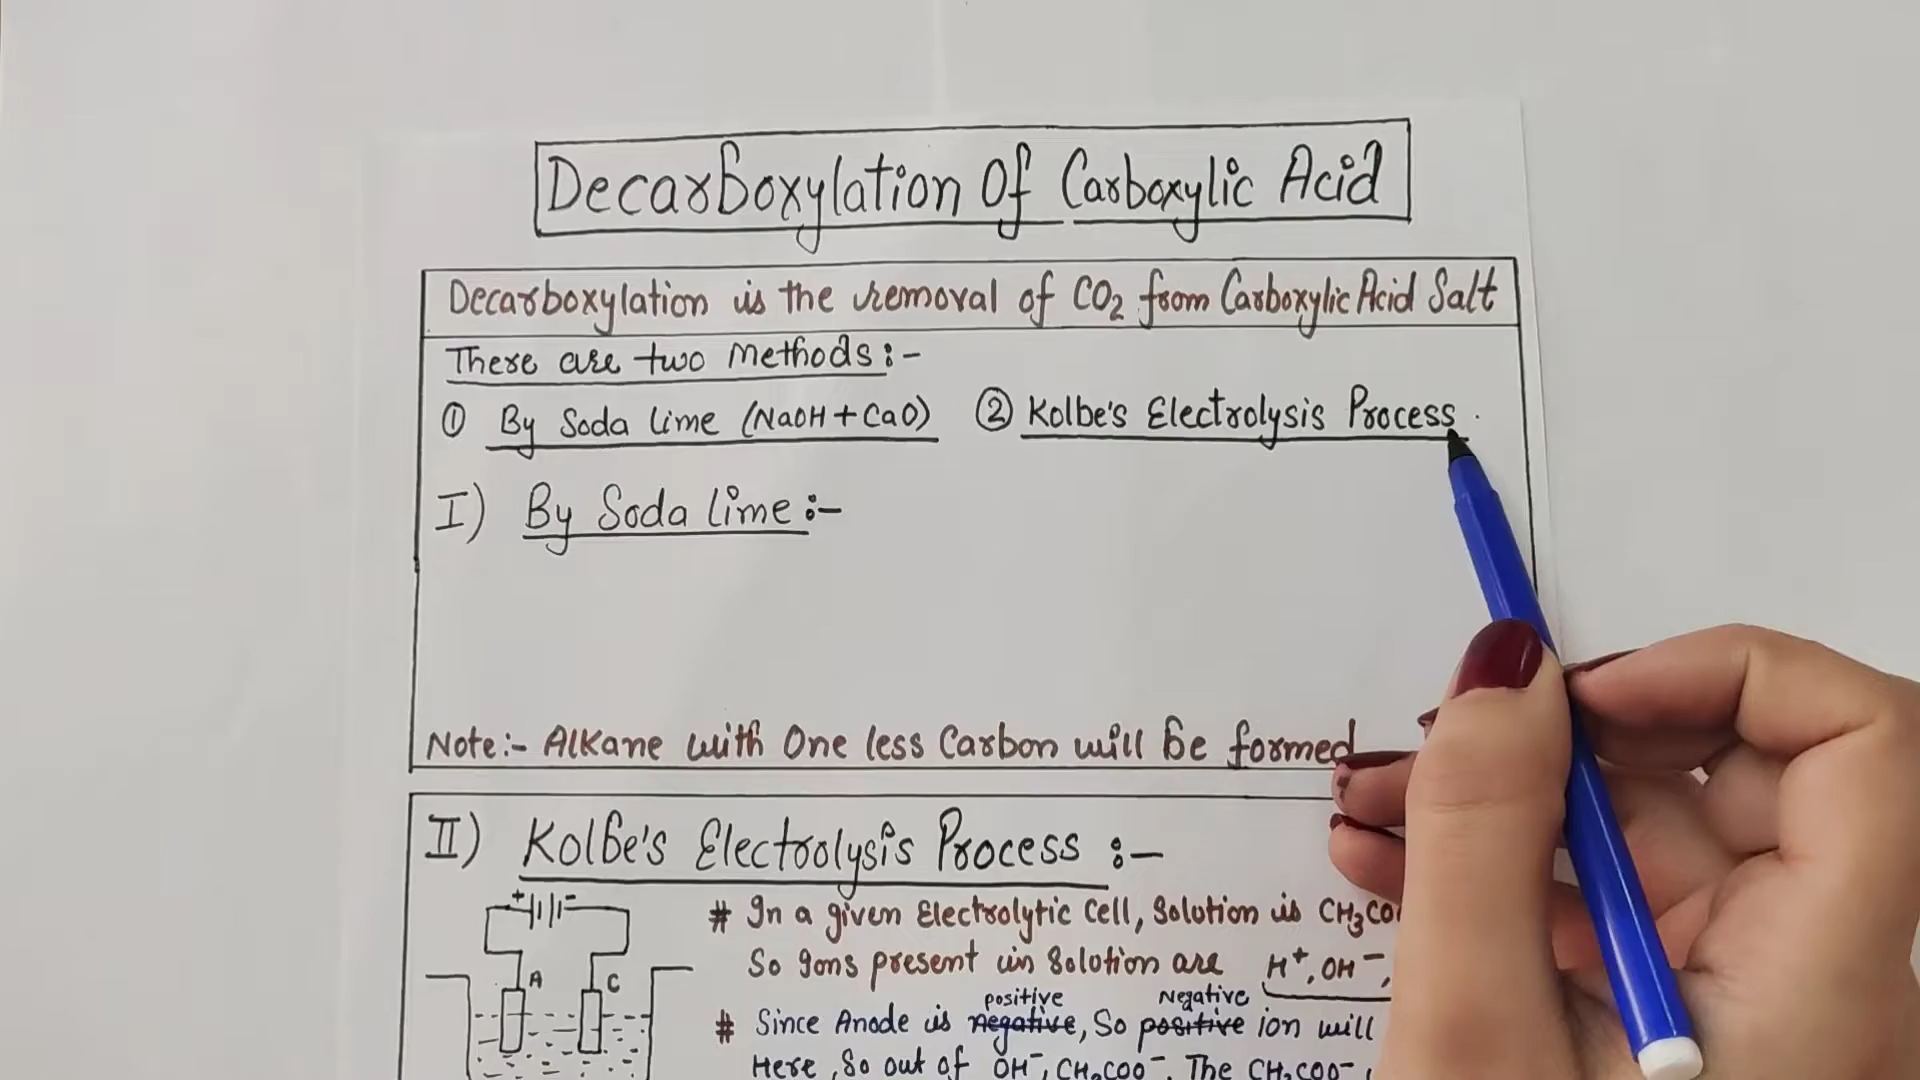 Decarboxylation Of Carboxylic Acid
Decarboxylation is the removal of CO₂ from Carboxylic Acid Salt
There are two Methods:-
① By Soda lime (NaOH + CaO) ② Kolbe's Electrolysis Process.
I) By Soda lime :-
Note:- Alkane with One less Carbon will be formed
II) Kolbe's Electrolysis Process :-
+ -
A C
# In a given Electrolytic Cell, Solution is CH₃CO
So Ions present in Solution are H⁺, OH⁻,
positive Negative
# Since Anode is negative, So positive ion will
Here, So out of OH⁻, CH₃COO⁻. The CH₃COO⁻